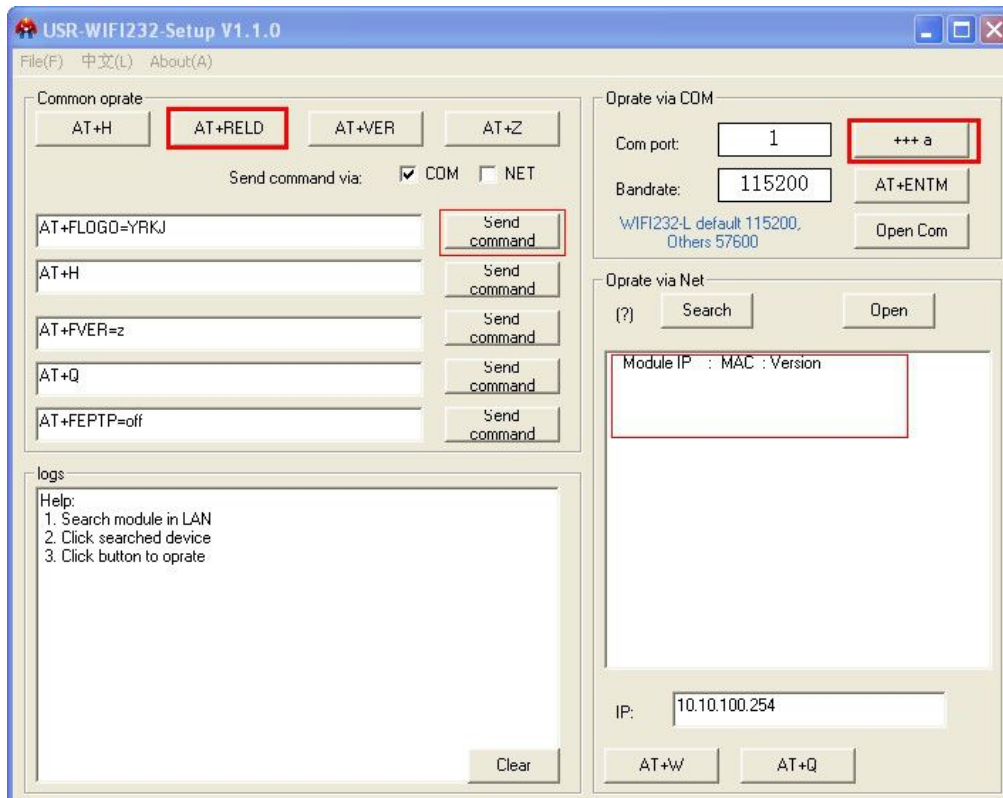 USR-WIFI232-Setup V1.1.0
File(F) 中文(L) About(A)
Common oprate
AT+H AT+RELD AT+VER AT+Z
Send command via: COM NET
AT+FLOGO=YRKJ Send command
AT+H Send command
AT+FVER=z Send command
AT+Q Send command
AT+FEPTP=off Send command
logs
Help:
1. Search module in LAN
2. Click searched device
3. Click button to oprate
Clear
Oprate via COM
Com port: 1 +++ a
Bandrate: 115200 AT+ENTM
WIFI232-L default 115200,
Others 57600
Open Com
Oprate via Net
(?) Search Open
Module IP : MAC : Version
IP: 10.10.100.254
AT+W AT+Q